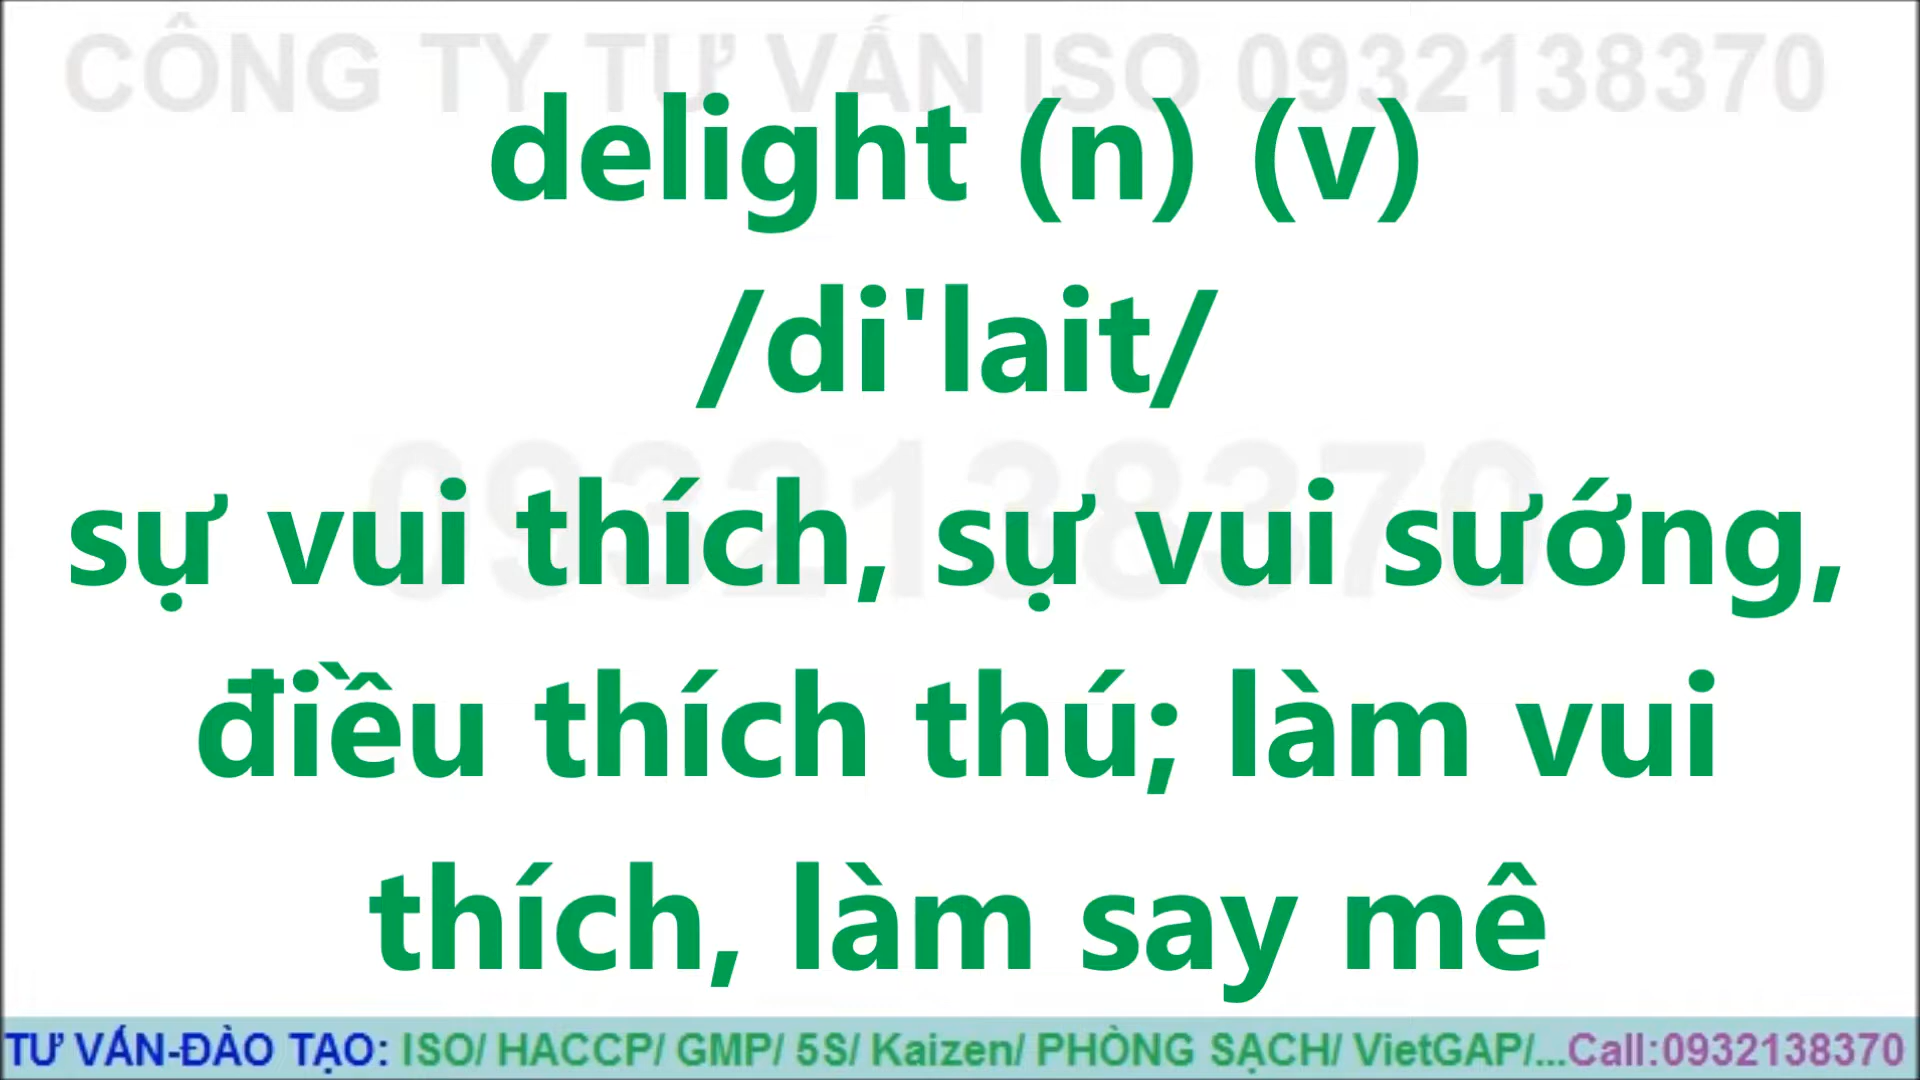 CÔNG TY TƯ VẤN ISO 0932138370
delight (n) (v)
/di'lait/
0932138370
sự vui thích, sự vui sướng,
điều thích thú; làm vui
thích, làm say mê
TƯ VẤN-ĐÀO TẠO: ISO/ HACCP/ GMP/ 5S/ Kaizen/ PHÒNG SẠCH/ VietGAP/...Call:0932138370